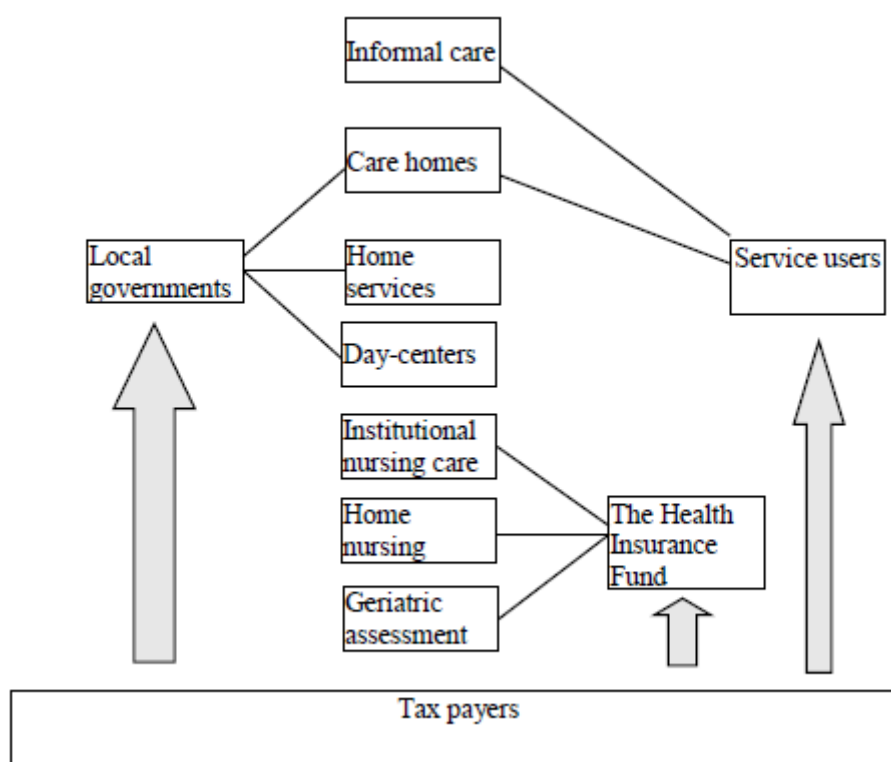 Informal care
Care homes
Local
governments
Home
services
Service users
Day-centers
Institutional
nursing care
Home
nursing
The Health
Insurance
Fund
Geriatric
assessment
Tax payers